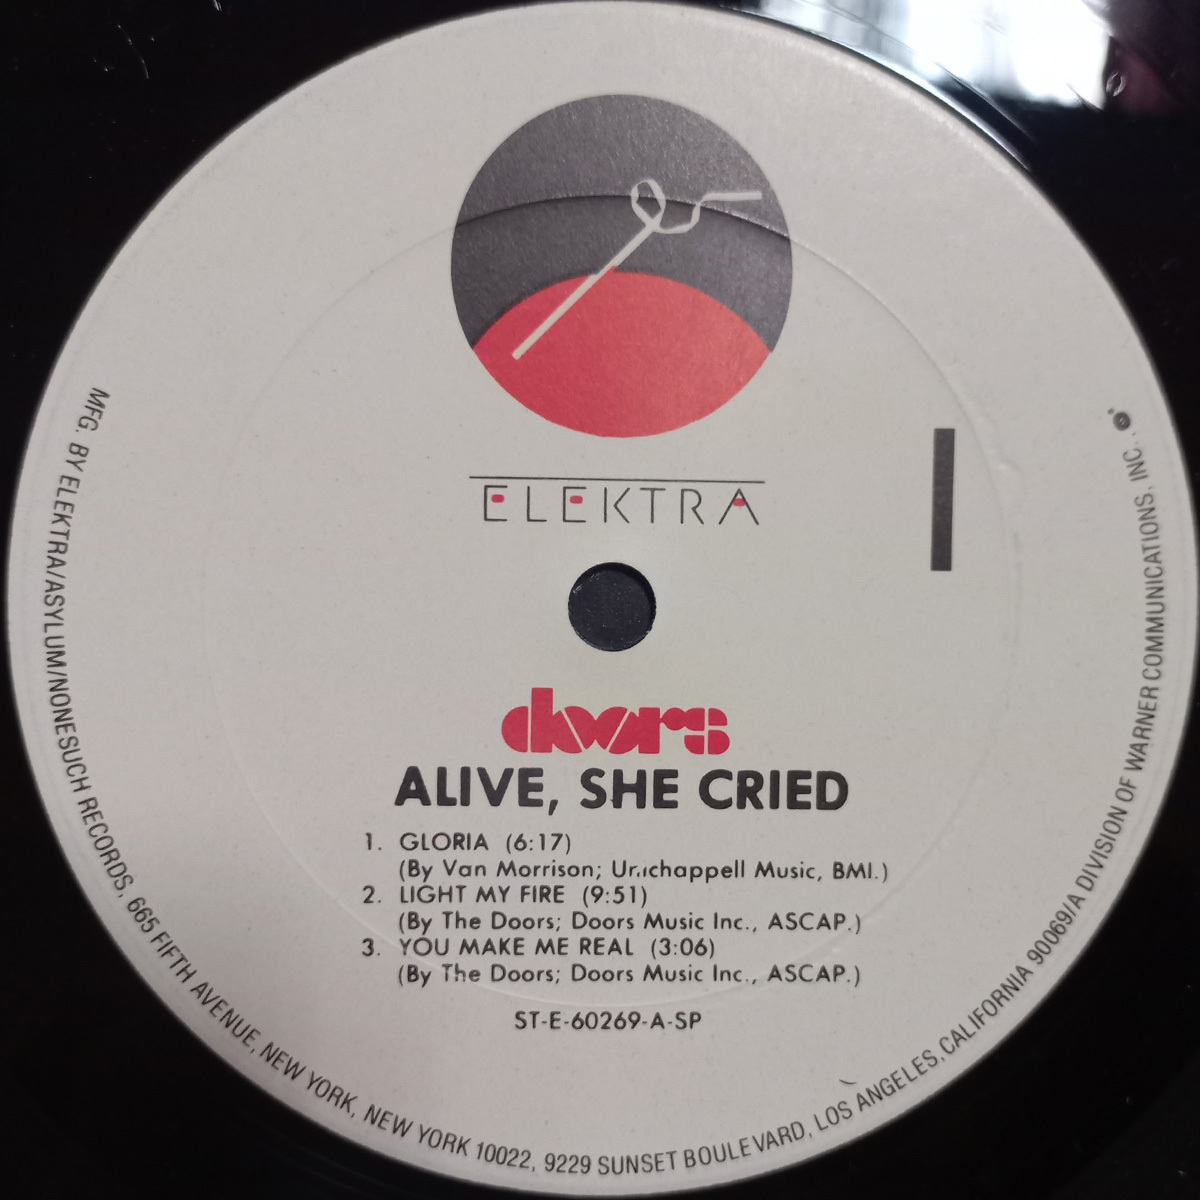 ELEKTRA
I
doors
ALIVE, SHE CRIED
1. GLORIA (6:17)
(By Van Morrison; Unichappell Music, BMI.)
2. LIGHT MY FIRE (9:51)
(By The Doors; Doors Music Inc., ASCAP.)
3. YOU MAKE ME REAL (3:06)
(By The Doors; Doors Music Inc., ASCAP.)
ST-E-60269-A-SP
MFG. BY ELEKTRA/ASYLUM/NONESUCH RECORDS, 665 FIFTH AVENUE, NEW YORK, NEW YORK 10022, 9229 SUNSET BOULEVARD, LOS ANGELES, CALIFORNIA 90069/A DIVISION OF WARNER COMMUNICATIONS, INC.